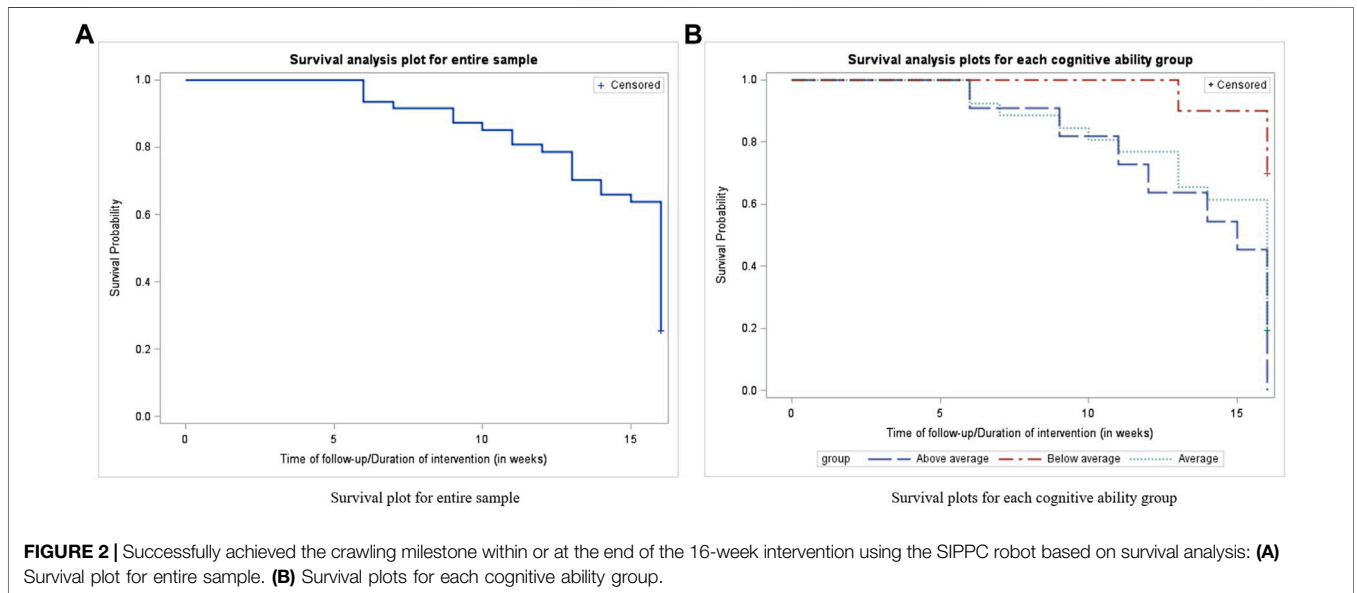 A
Survival analysis plot for entire sample
1.0
0.8
0.6
0.4
0.2
0.0
+ Censored
Survival Probability
0 5 10 15
Time of follow-up/Duration of intervention (in weeks)
Survival plot for entire sample
B
Survival analysis plots for each cognitive ability group
1.0
0.8
0.6
0.4
0.2
0.0
+ Censored
Survival Probability
0 5 10 15
Time of follow-up/Duration of intervention (in weeks)
group Above average Below average Average
Survival plots for each cognitive ability group
FIGURE 2 | Successfully achieved the crawling milestone within or at the end of the 16-week intervention using the SIPPC robot based on survival analysis: (A)
Survival plot for entire sample. (B) Survival plots for each cognitive ability group.